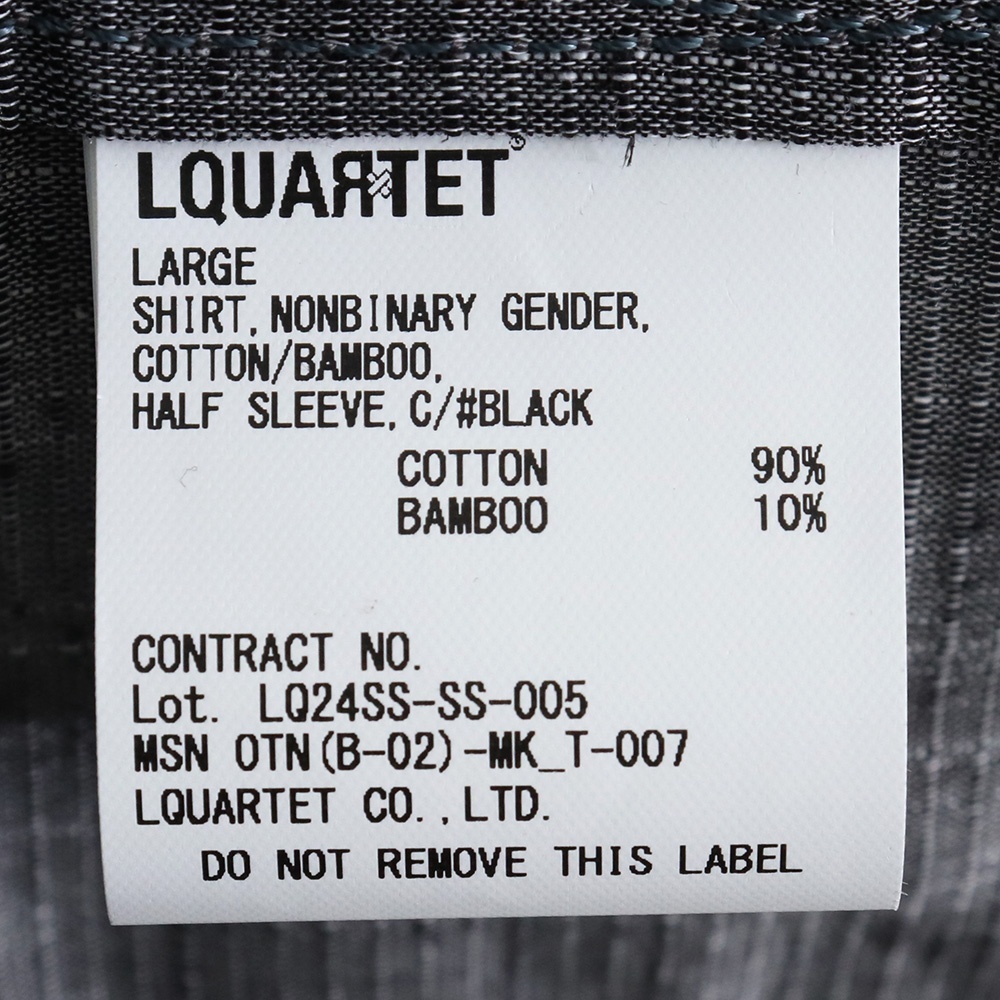 LQUARTET®
LARGE
SHIRT, NONBINARY GENDER,
COTTON/BAMBOO,
HALF SLEEVE, C/#BLACK
COTTON 90%
BAMBOO 10%
CONTRACT NO.
Lot. LQ24SS-SS-005
MSN OTN(B-02)-MK_T-007
LQUARTET CO.,LTD.
DO NOT REMOVE THIS LABEL